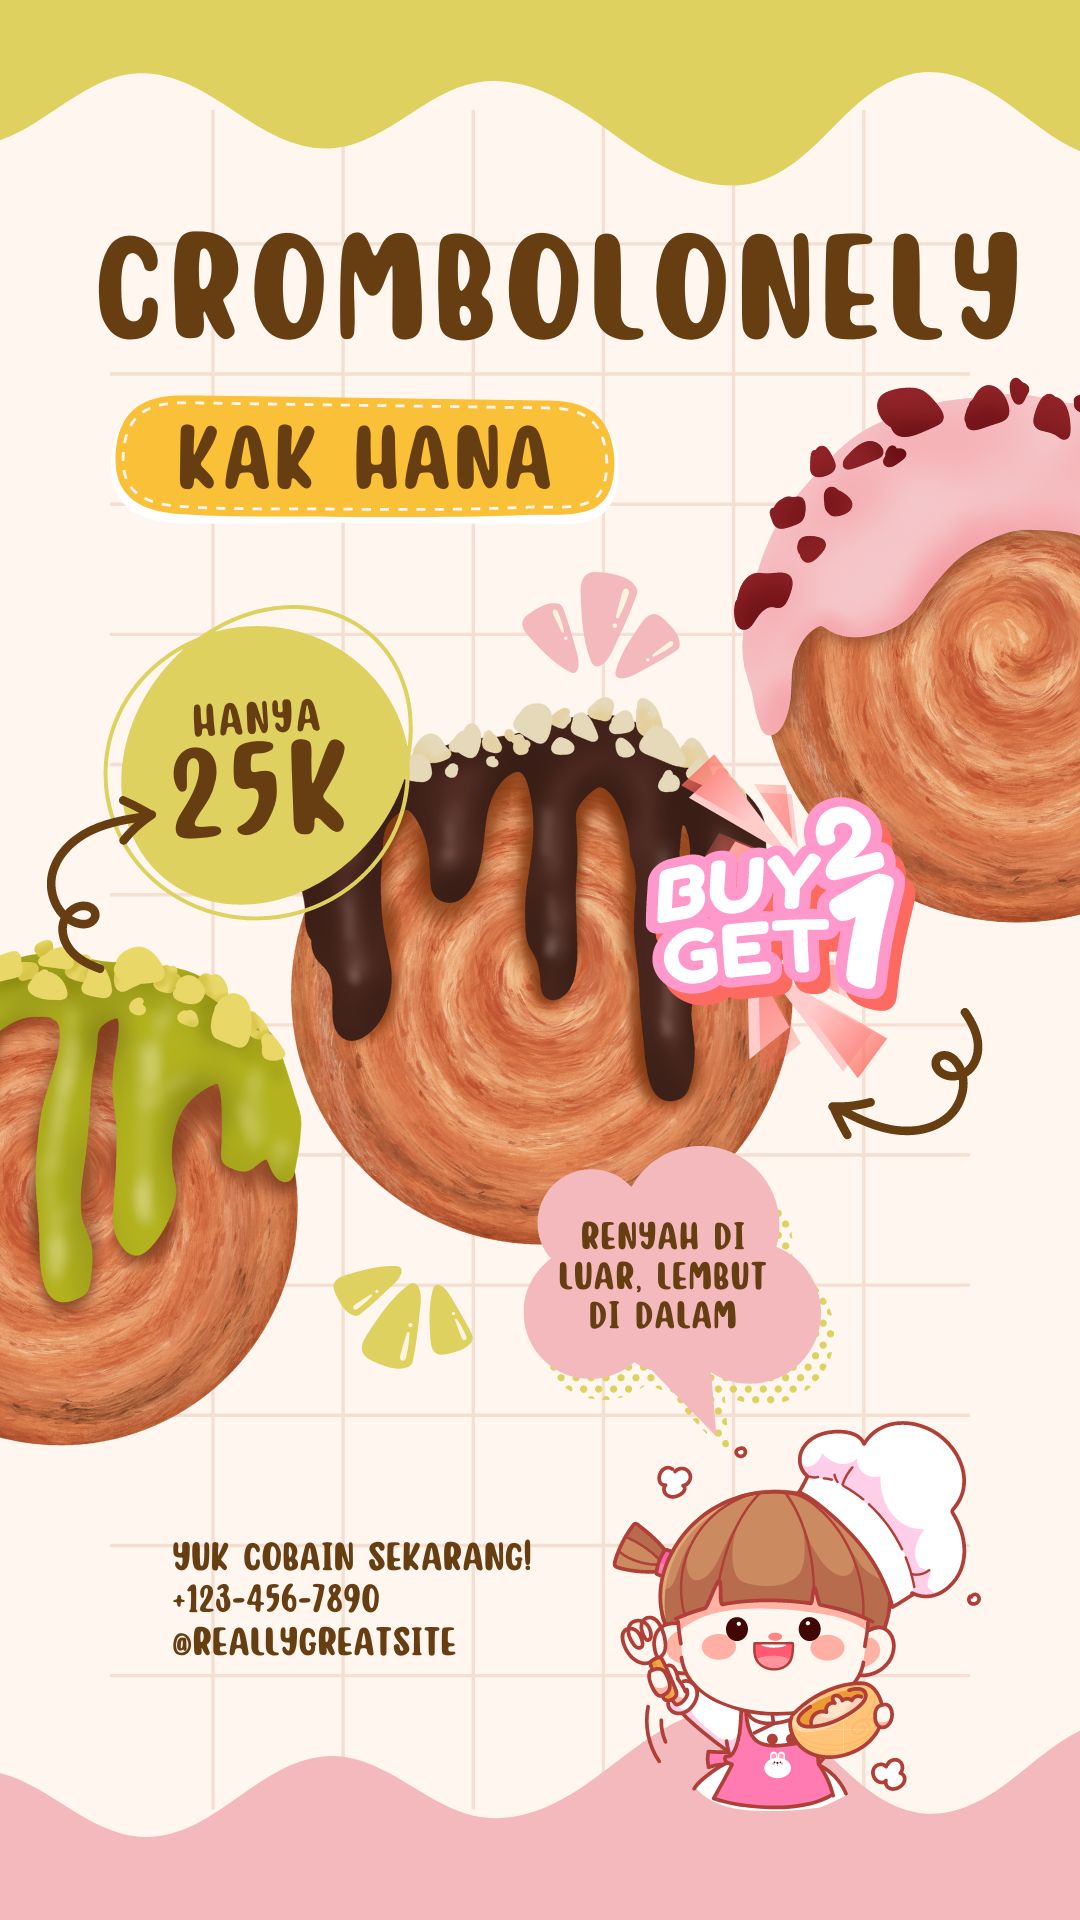 CROMBOLONELY
KAK HANA
HANYA
25K
BUY 2
GET 1
RENYAH DI
LUAR, LEMBUT
DI DALAM
YUK COBAIN SEKARANG!
+123-456-7890
@REALLYGREATSITE